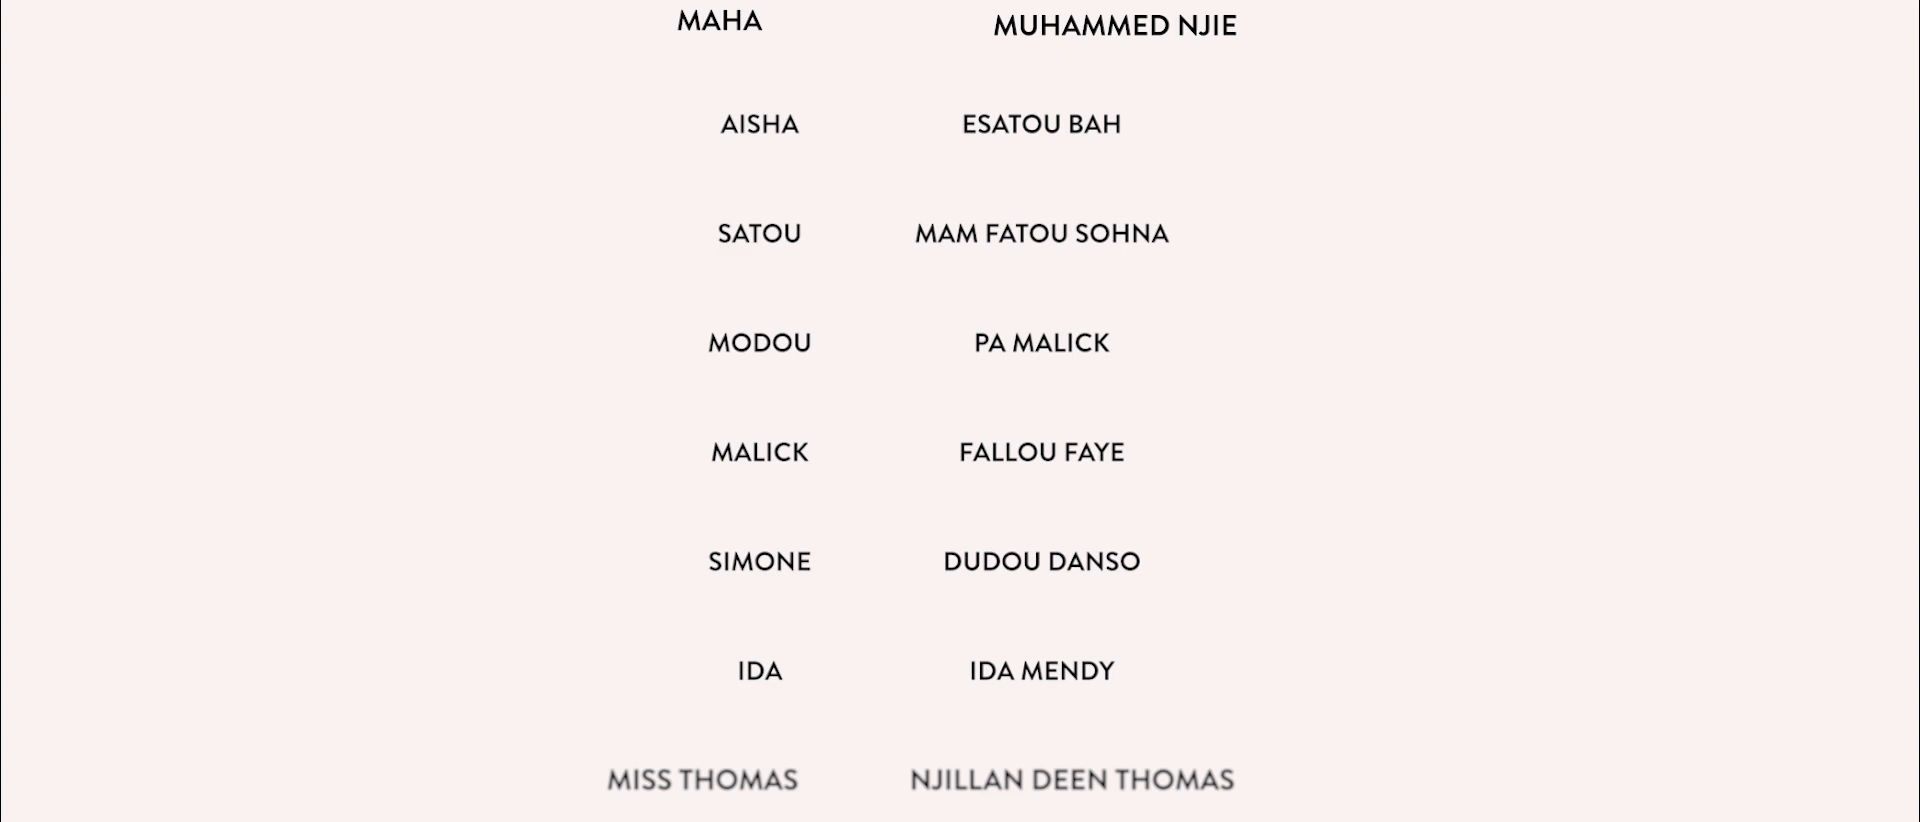 MAHA MUHAMMED NJIE
AISHA ESATOU BAH
SATOU MAM FATOU SOHNA
MODOU PA MALICK
MALICK FALLOU FAYE
SIMONE DUDOU DANSO
IDA IDA MENDY
MISS THOMAS NJILLAN DEEN THOMAS